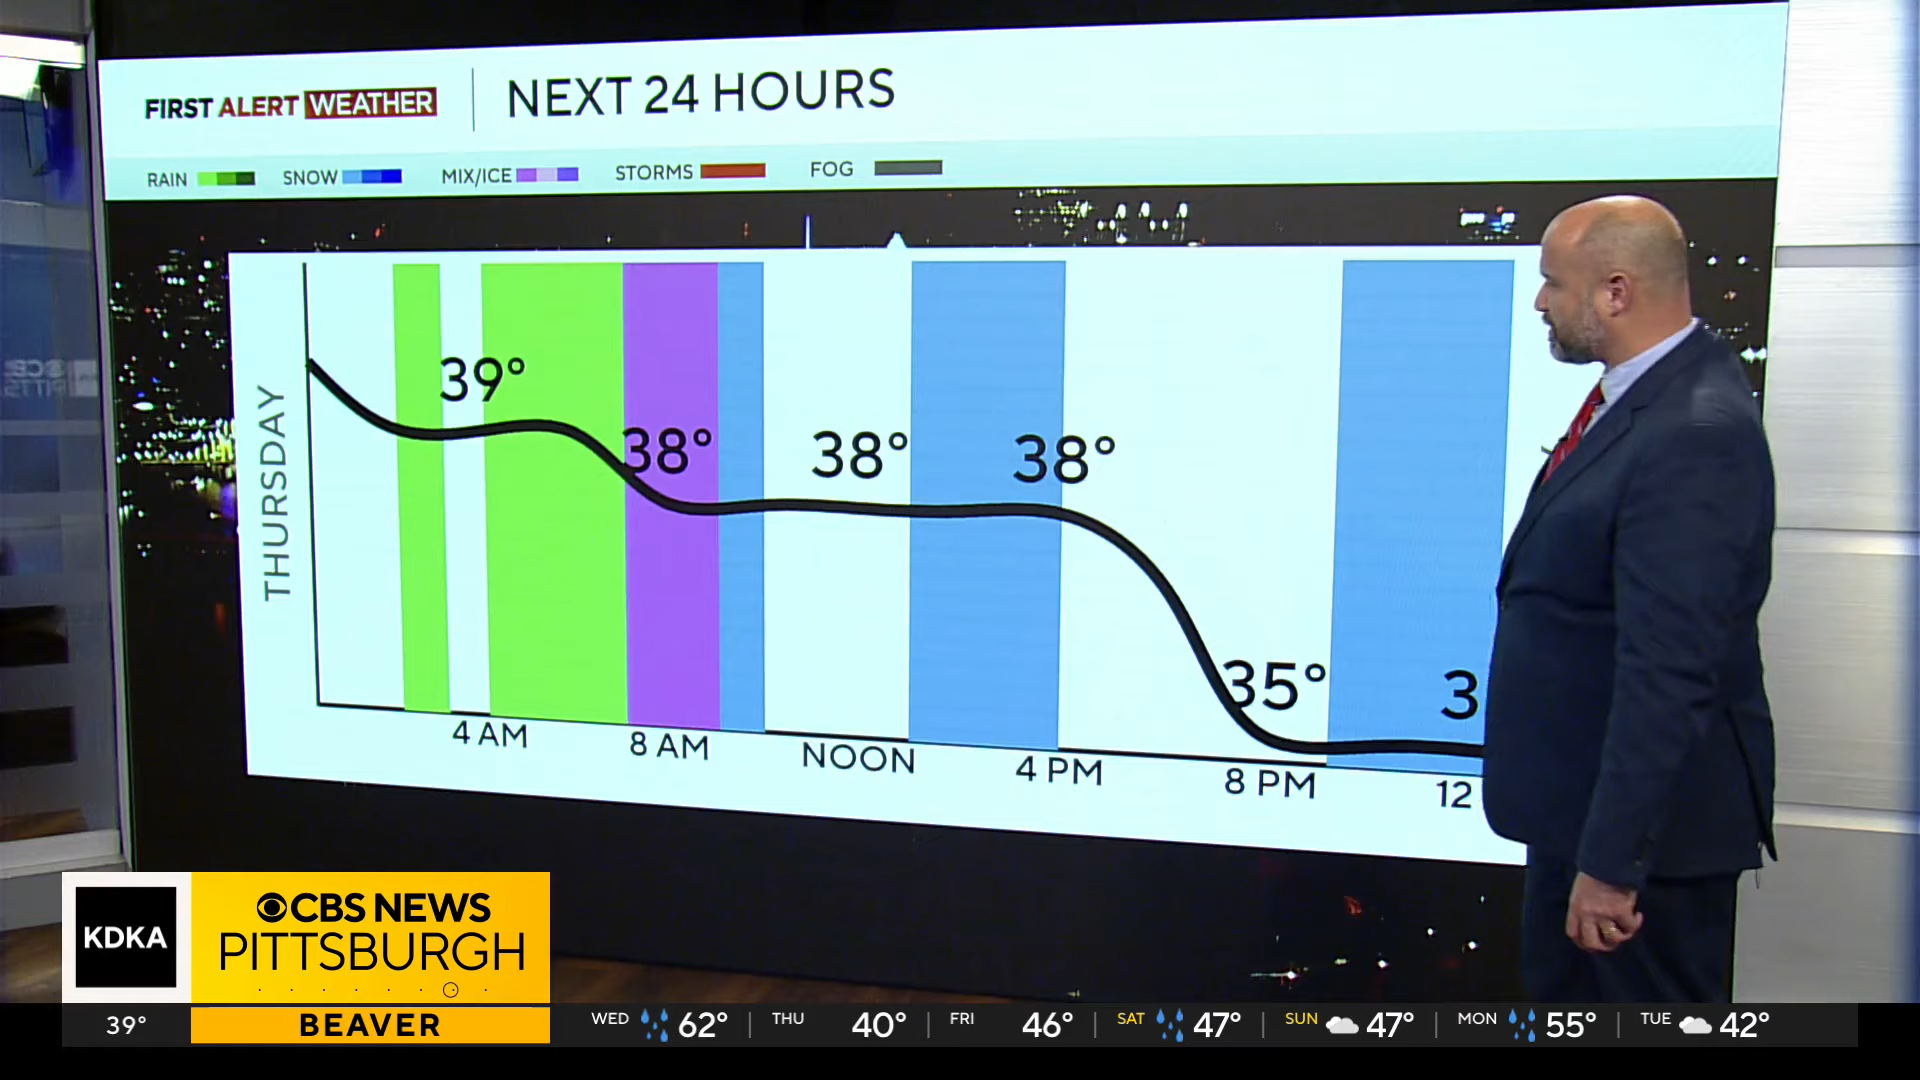 FIRST ALERT WEATHER
NEXT 24 HOURS
RAIN
SNOW
MIX/ICE
STORMS
FOG
THURSDAY
39°
38°
38°
38°
35°
3
4 AM
8 AM
NOON
4 PM
8 PM
12
KDKA
CBS NEWS
PITTSBURGH
39°
BEAVER
WED 62°
THU 40°
FRI 46°
SAT 47°
SUN 47°
MON 55°
TUE 42°